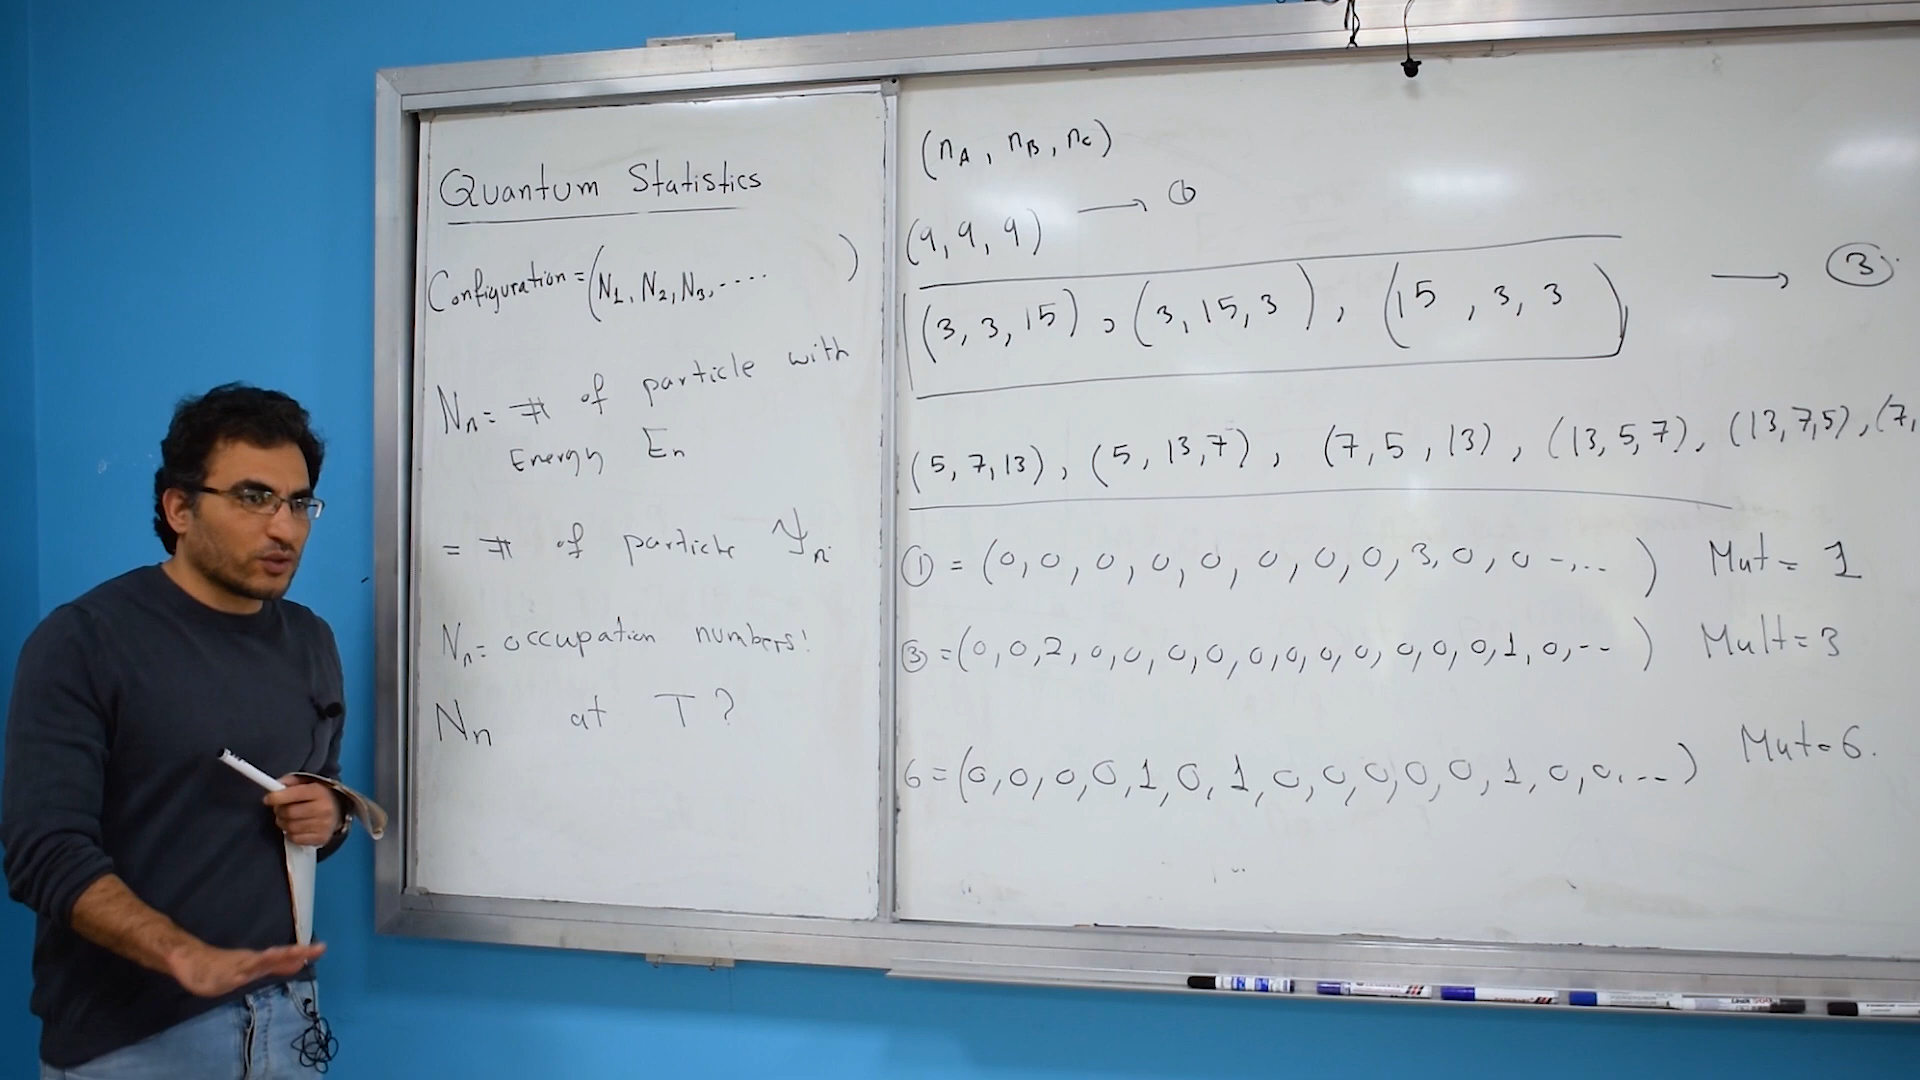 Quantum Statistics
Configuration = (N1, N2, N3, .... )
Nn = # of particle with
Energy En
= # of particle Ψn
Nn = occupation numbers!
Nn at T?
(nA, nB, nC)
(9, 9, 9) → ①
(3, 3, 15), (3, 15, 3), (15, 3, 3) → ③
(5, 7, 13), (5, 13, 7), (7, 5, 13), (13, 5, 7), (13, 7, 5), (7,
① = (0, 0, 0, 0, 0, 0, 0, 0, 3, 0, 0 -,.. ) Mut = 1
③ = (0, 0, 2, 0, 0, 0, 0, 0, 0, 0, 0, 0, 0, 0, 1, 0, -- ) Mult = 3
6 = (0, 0, 0, 0, 1, 0, 1, 0, 0, 0, 0, 0, 1, 0, 0, .-- ) Mut = 6.